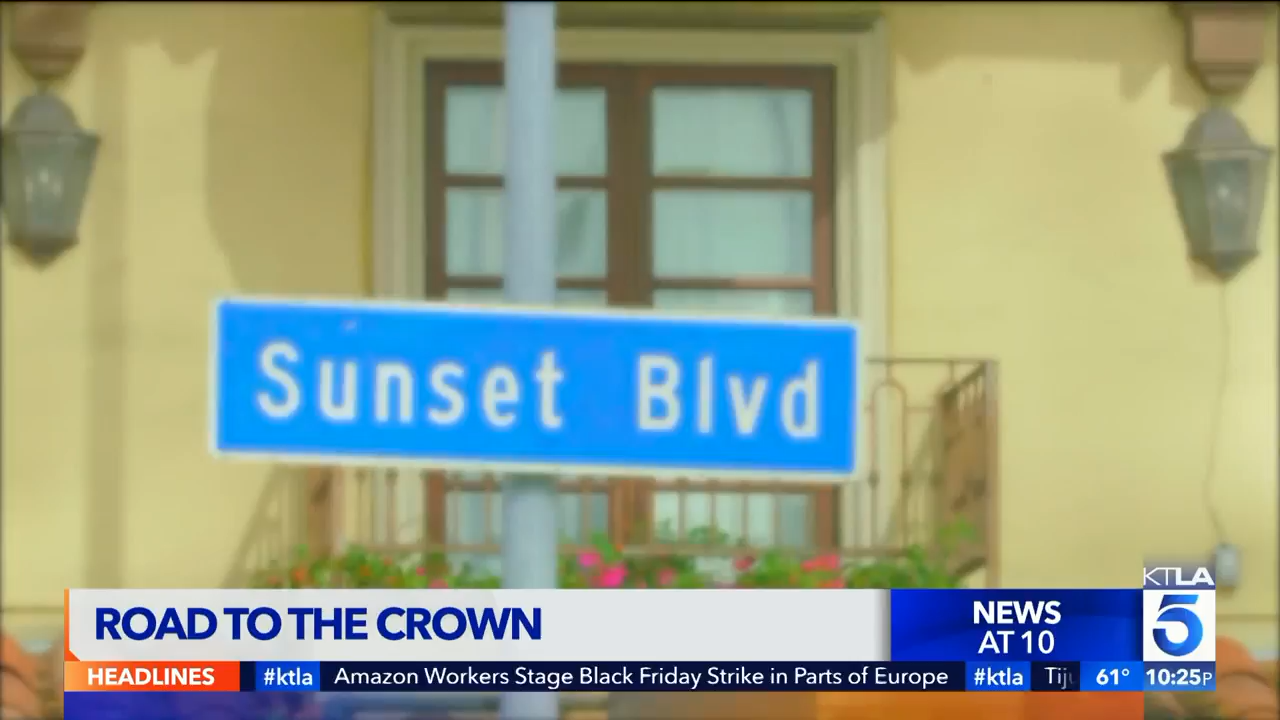 Sunset Blvd
ROAD TO THE CROWN
NEWS
AT 10
KTLA
5
HEADLINES #ktla Amazon Workers Stage Black Friday Strike in Parts of Europe #ktla 61° 10:25P